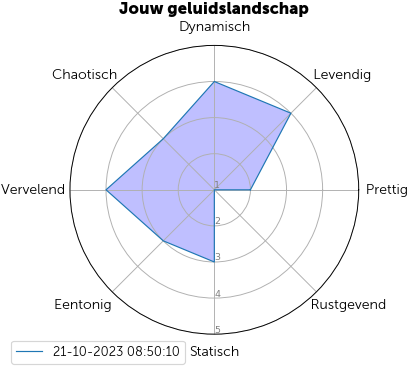 Jouw geluidslandschap
Dynamisch
Chaotisch
Levendig
Vervelend
1
Prettig
2
3
4
Eentonig
Rustgevend
5
21-10-2023 08:50:10
Statisch